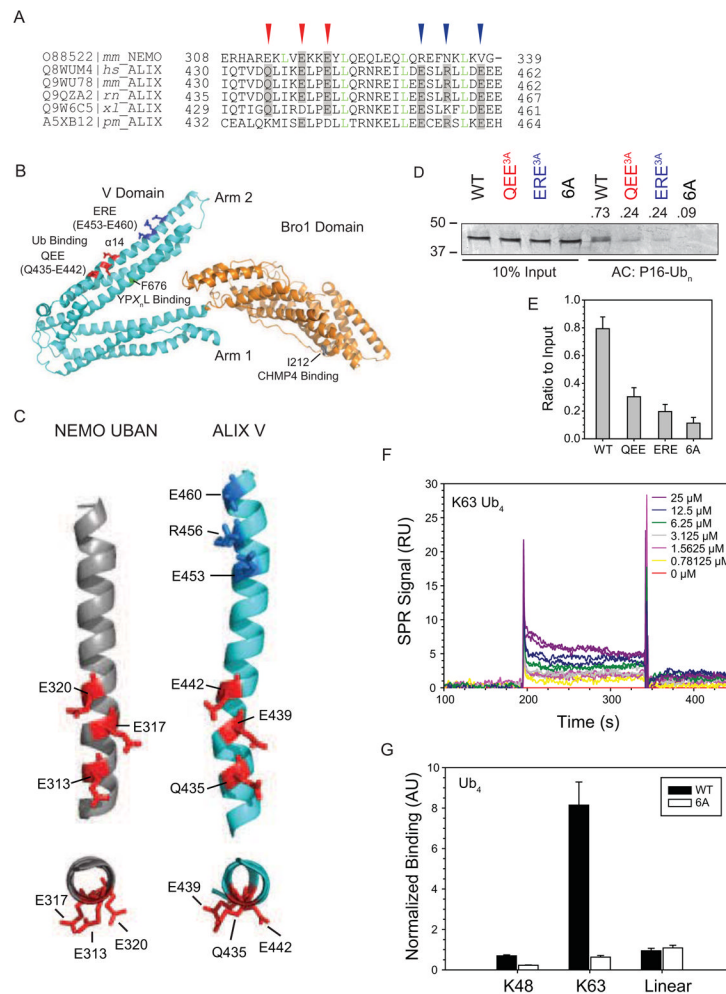 A
O88522|mm_NEMO 308 ERHAREKLVEKKEYLQEQLEQLQREFNKLKVG- 339
Q8WUM4|hs_ALIX 430 IQTVDQLIKELPELLQRNREILDESLRLLDEEE 462
Q9WU78|mm_ALIX 430 IQTVDQLIKELPELLQRNREILDESLRLLDEEE 462
Q9QZA2|rn_ALIX 435 IQTVDQLIKELPELLQRNREILEESLRLLDEEE 467
Q9W6C5|xl_ALIX 429 IQTIGQLIRDLPELLQRNREILEESLKFLDEEE 461
A5XB12|pm_ALIX 432 CEALQKMISELPDLLTRNKELLEECERSLKEEH 464
B
V Domain
ERE
(E453-E460)
Arm 2
Ub Binding
QEE
(Q435-E442)
α14
Bro1 Domain
F676
YPXnL Binding
Arm 1
I212
CHMP4 Binding
C
NEMO UBAN
ALIX V
E460
R456
E453
E320
E442
E317
E439
E313
Q435
E317
E313
E320
E439
Q435
E442
D
WT QEE3A ERE3A 6A WT QEE3A ERE3A 6A
.73 .24 .24 .09
50
37
10% Input AC: P16-Ubn
E
Ratio to Input
1.0
0.8
0.6
0.4
0.2
0.0
WT QEE ERE 6A
F
K63 Ub4
SPR Signal (RU)
30
25
20
15
10
5
0
25 µM
12.5 µM
6.25 µM
3.125 µM
1.5625 µM
0.78125 µM
0 µM
100 200 300 400
Time (s)
G
Ub4
WT
6A
Normalized Binding (AU)
10
8
6
4
2
0
K48 K63 Linear